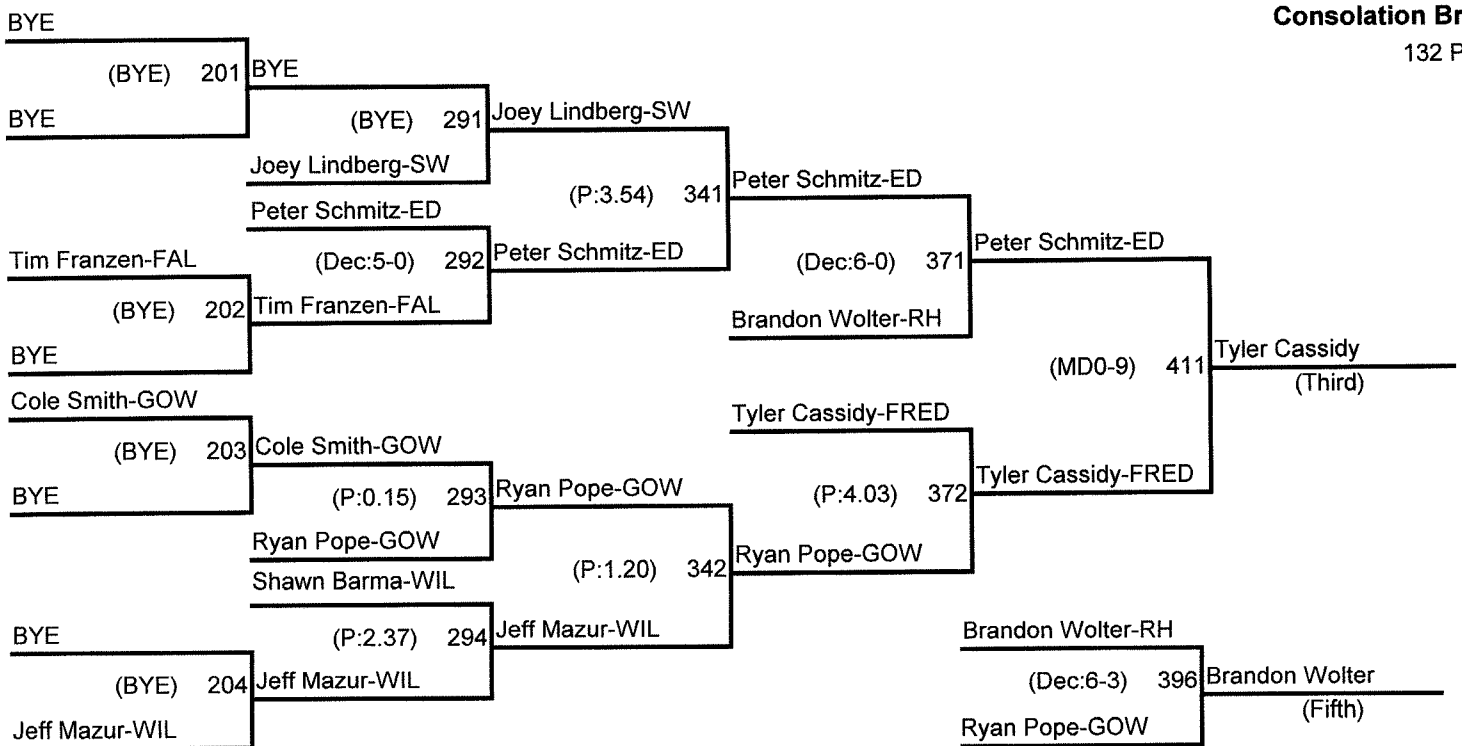 Consolation Br
132 P
BYE
(BYE) 201
BYE
BYE
(BYE) 291
Joey Lindberg-SW
Joey Lindberg-SW
(P:3.54) 341
Peter Schmitz-ED
Peter Schmitz-ED
(Dec:5-0) 292
Peter Schmitz-ED
Tim Franzen-FAL
(BYE) 202
Tim Franzen-FAL
BYE
(Dec:6-0) 371
Peter Schmitz-ED
Brandon Wolter-RH
(MD0-9) 411
Tyler Cassidy
(Third)
Cole Smith-GOW
(BYE) 203
Cole Smith-GOW
BYE
(P:0.15) 293
Ryan Pope-GOW
Ryan Pope-GOW
Tyler Cassidy-FRED
(P:4.03) 372
Tyler Cassidy-FRED
Shawn Barma-WIL
(P:1.20) 342
Ryan Pope-GOW
(P:2.37) 294
Jeff Mazur-WIL
BYE
(BYE) 204
Jeff Mazur-WIL
Jeff Mazur-WIL
Brandon Wolter-RH
(Dec:6-3) 396
Brandon Wolter
(Fifth)
Ryan Pope-GOW